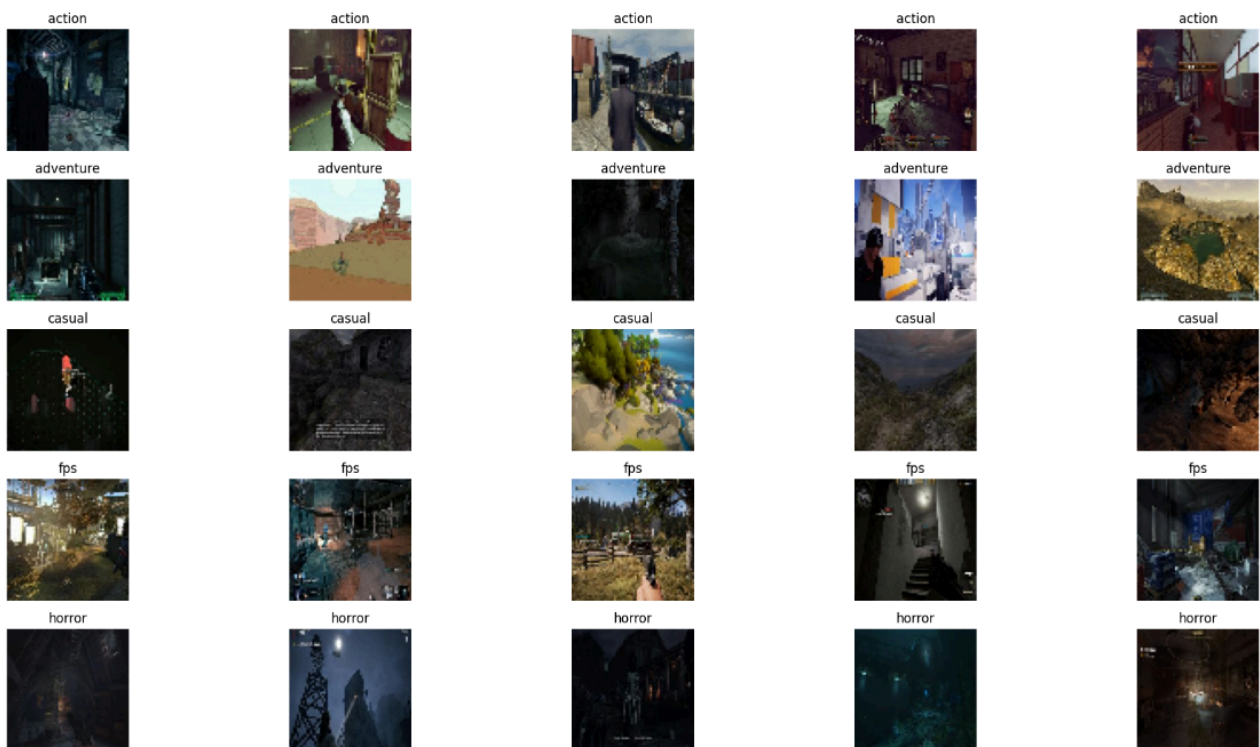 action action action action action
adventure adventure adventure adventure adventure
casual casual casual casual casual
fps fps fps fps fps
horror horror horror horror horror